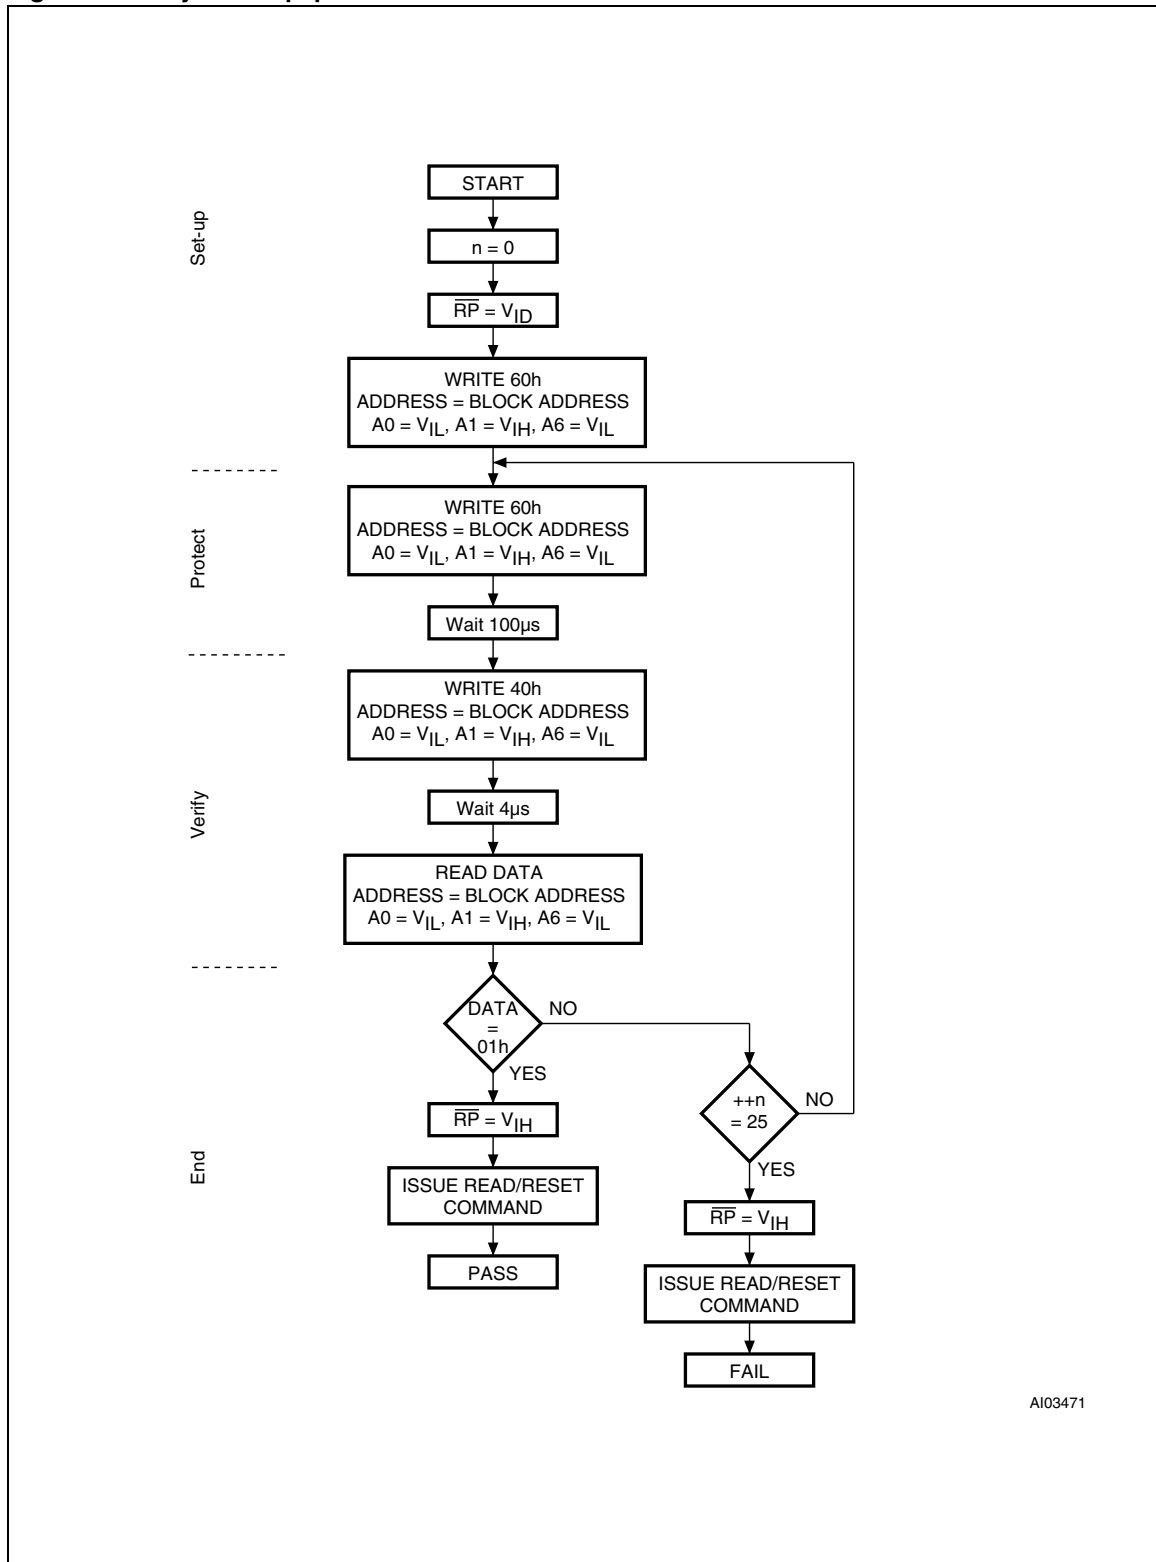 START
Set-up
n = 0
RP = VID
WRITE 60h
ADDRESS = BLOCK ADDRESS
A0 = VIL, A1 = VIH, A6 = VIL
WRITE 60h
ADDRESS = BLOCK ADDRESS
A0 = VIL, A1 = VIH, A6 = VIL
Protect
Wait 100µs
WRITE 40h
ADDRESS = BLOCK ADDRESS
A0 = VIL, A1 = VIH, A6 = VIL
Verify
Wait 4µs
READ DATA
ADDRESS = BLOCK ADDRESS
A0 = VIL, A1 = VIH, A6 = VIL
DATA
=
01h
NO
YES
++n
= 25
NO
YES
End
RP = VIH
ISSUE READ/RESET
COMMAND
PASS
RP = VIH
ISSUE READ/RESET
COMMAND
FAIL
AI03471